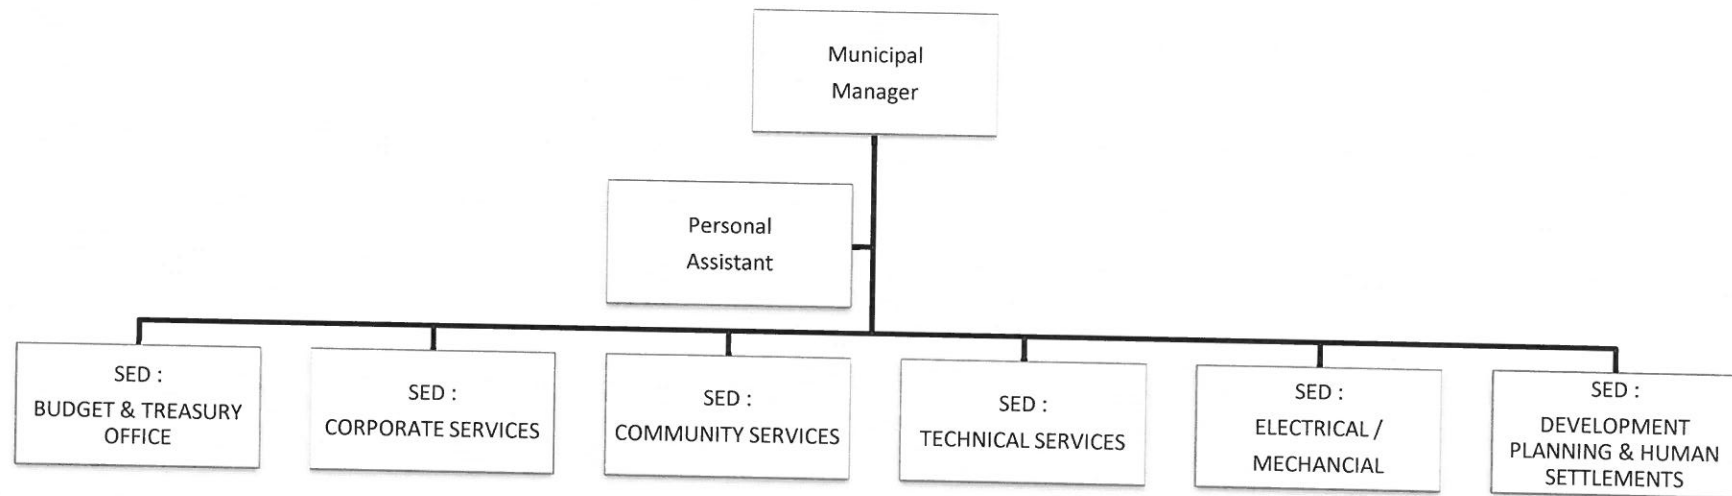 Municipal
Manager
Personal
Assistant
SED :
BUDGET & TREASURY
OFFICE
SED :
CORPORATE SERVICES
SED :
COMMUNITY SERVICES
SED :
TECHNICAL SERVICES
SED :
ELECTRICAL /
MECHANCIAL
SED :
DEVELOPMENT
PLANNING & HUMAN
SETTLEMENTS